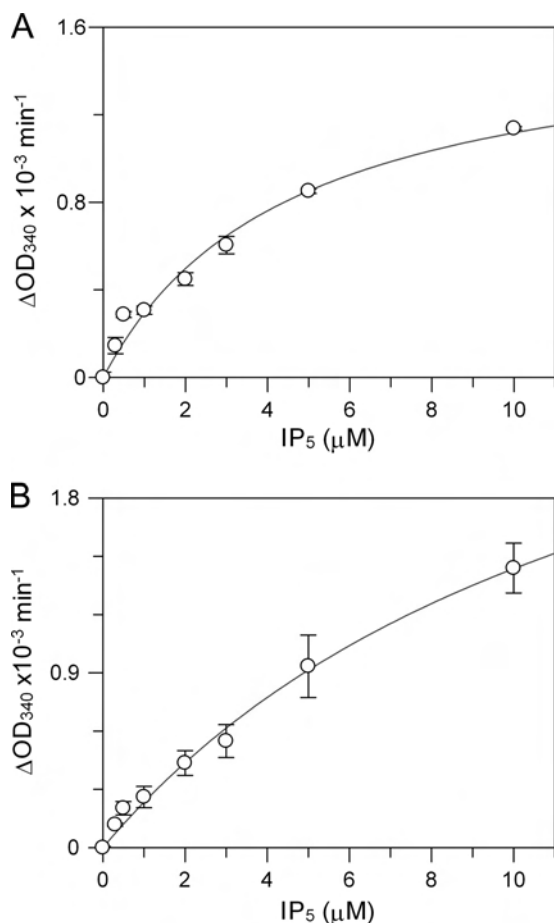 A
1.6
0.8
0
ΔOD₃₄₀ x 10⁻³ min⁻¹
0 2 4 6 8 10
IP₅ (μM)
B
1.8
0.9
0
ΔOD₃₄₀ x10⁻³ min⁻¹
0 2 4 6 8 10
IP₅ (μM)